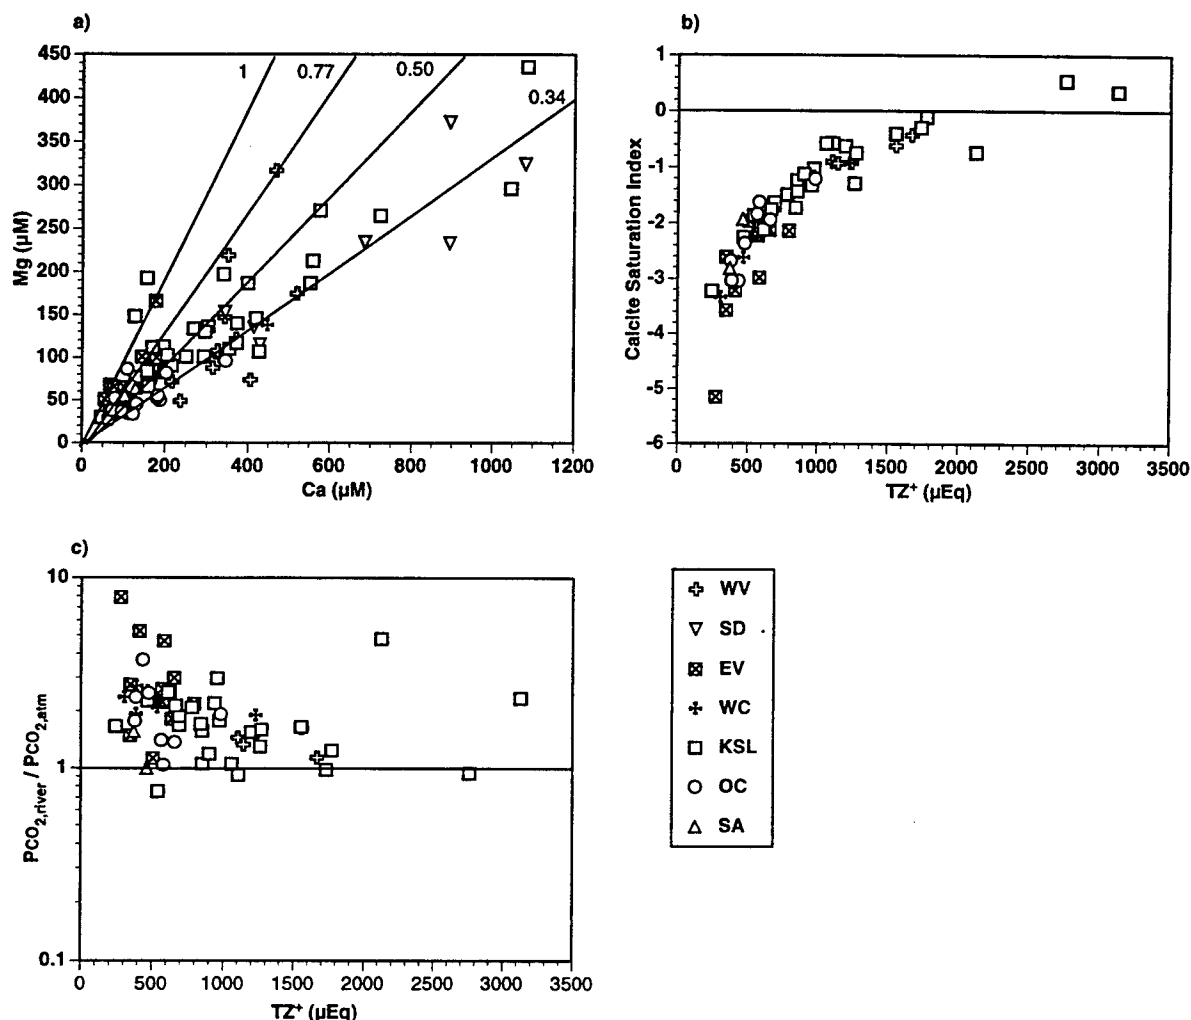 a)
450
400
350
300
250
200
150
100
50
0
Mg (µM)
1
0.77
0.50
0.34
0 200 400 600 800 1000 1200
Ca (µM)
b)
1
0
-1
-2
-3
-4
-5
-6
Calcite Saturation Index
0 500 1000 1500 2000 2500 3000 3500
TZ⁺ (µEq)
c)
10
1
0.1
PCO₂,river / PCO₂,atm
0 500 1000 1500 2000 2500 3000 3500
TZ⁺ (µEq)
WV
SD
EV
WC
KSL
OC
SA